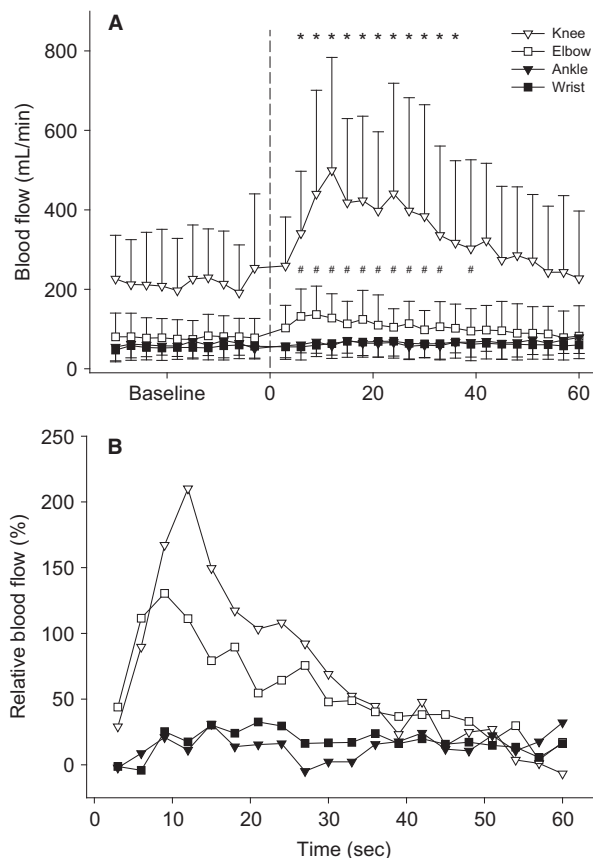 A
* * * * * * * * * * *
Knee
Elbow
Ankle
Wrist
Blood flow (mL/min)
800
600
400
200
0
# # # # # # # # # # #
Baseline 0 20 40 60
B
Relative blood flow (%)
250
200
150
100
50
0
0 10 20 30 40 50 60
Time (sec)